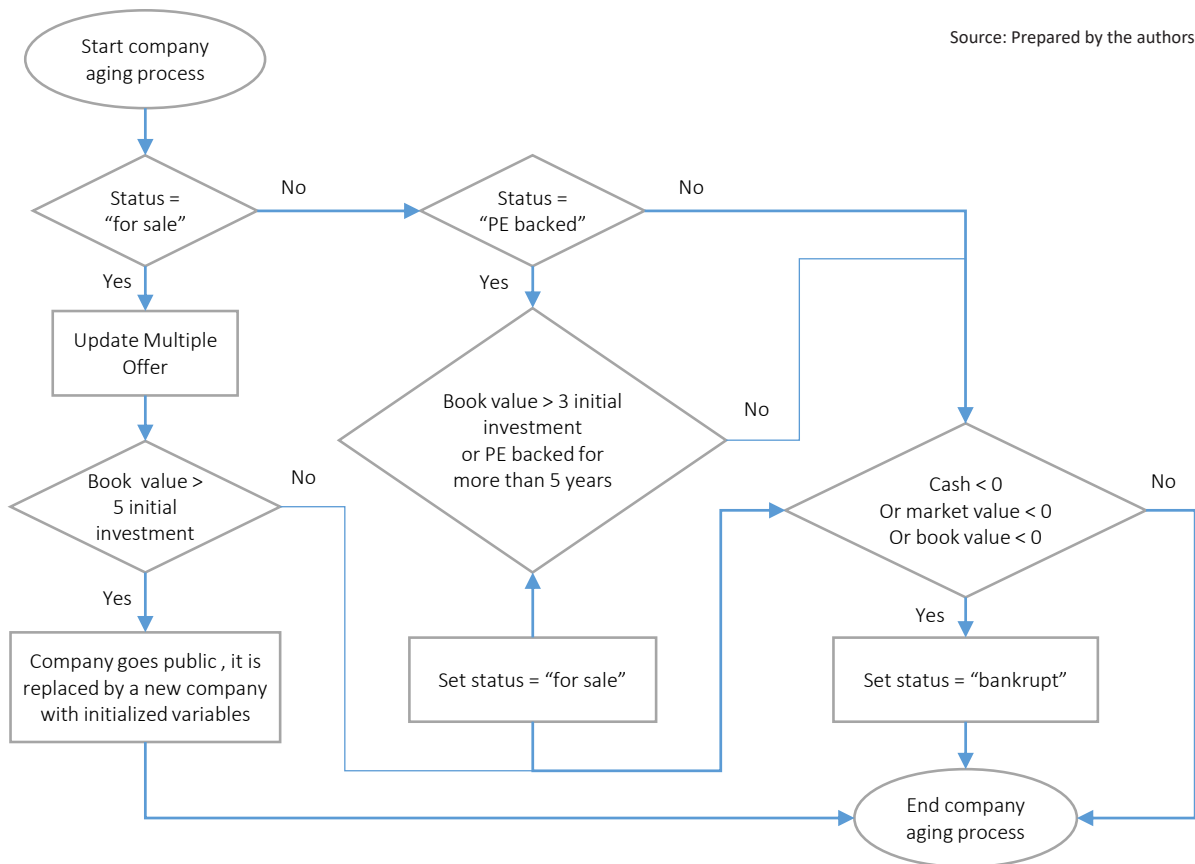 Start company
aging process
Source: Prepared by the authors
Status =
“for sale”
No
Status =
“PE backed”
No
Yes
Yes
Update Multiple
Offer
Book value > 3 initial
investment
or PE backed for
more than 5 years
No
Book value >
5 initial
investment
No
Cash < 0
Or market value < 0
Or book value < 0
No
Yes
Yes
Company goes public , it is
replaced by a new company
with initialized variables
Set status = “for sale”
Set status = “bankrupt”
End company
aging process